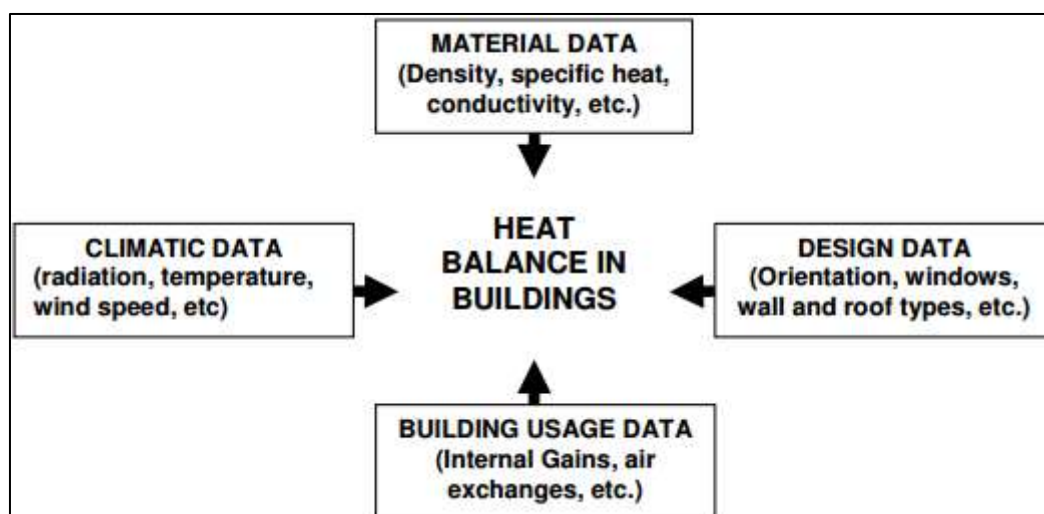 MATERIAL DATA
(Density, specific heat,
conductivity, etc.)
CLIMATIC DATA
(radiation, temperature,
wind speed, etc)
HEAT
BALANCE IN
BUILDINGS
DESIGN DATA
(Orientation, windows,
wall and roof types, etc.)
BUILDING USAGE DATA
(Internal Gains, air
exchanges, etc.)